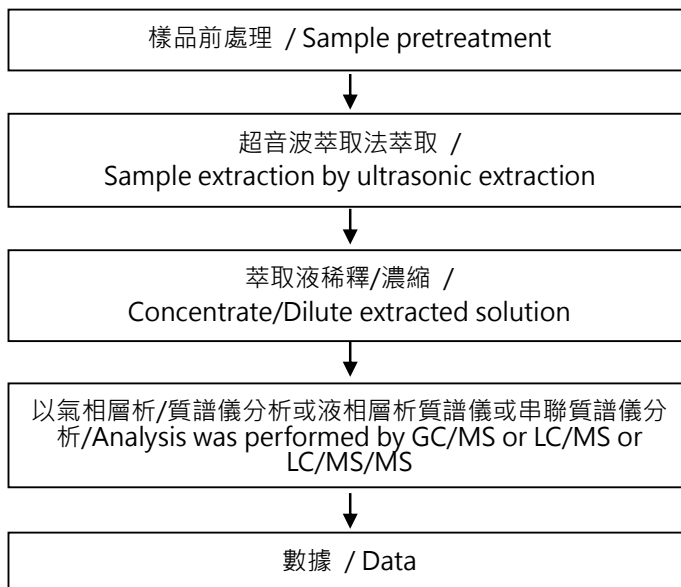 樣品前處理 / Sample pretreatment
超音波萃取法萃取 /
Sample extraction by ultrasonic extraction
萃取液稀釋/濃縮 /
Concentrate/Dilute extracted solution
以氣相層析/質譜儀分析或液相層析質譜儀或串聯質譜儀分
析/Analysis was performed by GC/MS or LC/MS or
LC/MS/MS
數據 / Data